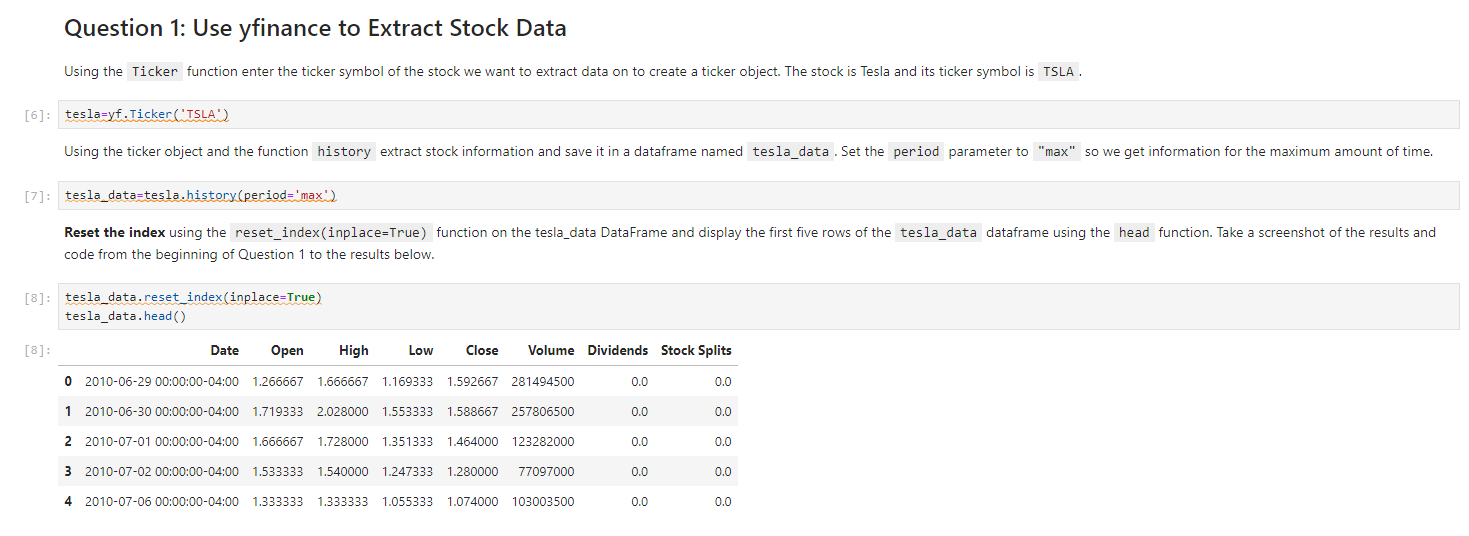 Question 1: Use yfinance to Extract Stock Data
Using the Ticker function enter the ticker symbol of the stock we want to extract data on to create a ticker object. The stock is Tesla and its ticker symbol is TSLA .
[6]: tesla=yf.Ticker('TSLA')
Using the ticker object and the function history extract stock information and save it in a dataframe named tesla_data . Set the period parameter to "max" so we get information for the maximum amount of time.
[7]: tesla_data=tesla.history(period='max')
Reset the index using the reset_index(inplace=True) function on the tesla_data DataFrame and display the first five rows of the tesla_data dataframe using the head function. Take a screenshot of the results and
code from the beginning of Question 1 to the results below.
[8]: tesla_data.reset_index(inplace=True)
tesla_data.head()
[8]: Date Open High Low Close Volume Dividends Stock Splits
0 2010-06-29 00:00:00-04:00 1.266667 1.666667 1.169333 1.592667 281494500 0.0 0.0
1 2010-06-30 00:00:00-04:00 1.719333 2.028000 1.553333 1.588667 257806500 0.0 0.0
2 2010-07-01 00:00:00-04:00 1.666667 1.728000 1.351333 1.464000 123282000 0.0 0.0
3 2010-07-02 00:00:00-04:00 1.533333 1.540000 1.247333 1.280000 77097000 0.0 0.0
4 2010-07-06 00:00:00-04:00 1.333333 1.333333 1.055333 1.074000 103003500 0.0 0.0